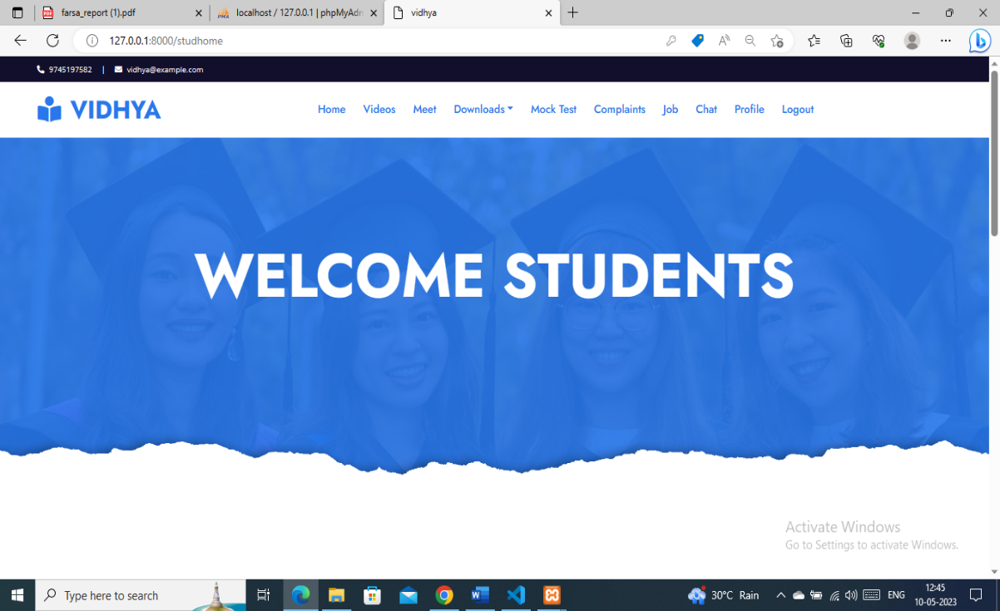 farsa_report (1).pdf
localhost / 127.0.0.1 | phpMyAdn
vidhya
127.0.0.1:8000/studhome
9745197582 | vidhya@example.com
VIDHYA
Home Videos Meet Downloads Mock Test Complaints Job Chat Profile Logout
WELCOME STUDENTS
Activate Windows
Go to Settings to activate Windows.
Type here to search
30°C Rain
ENG
12:45
10-05-2023